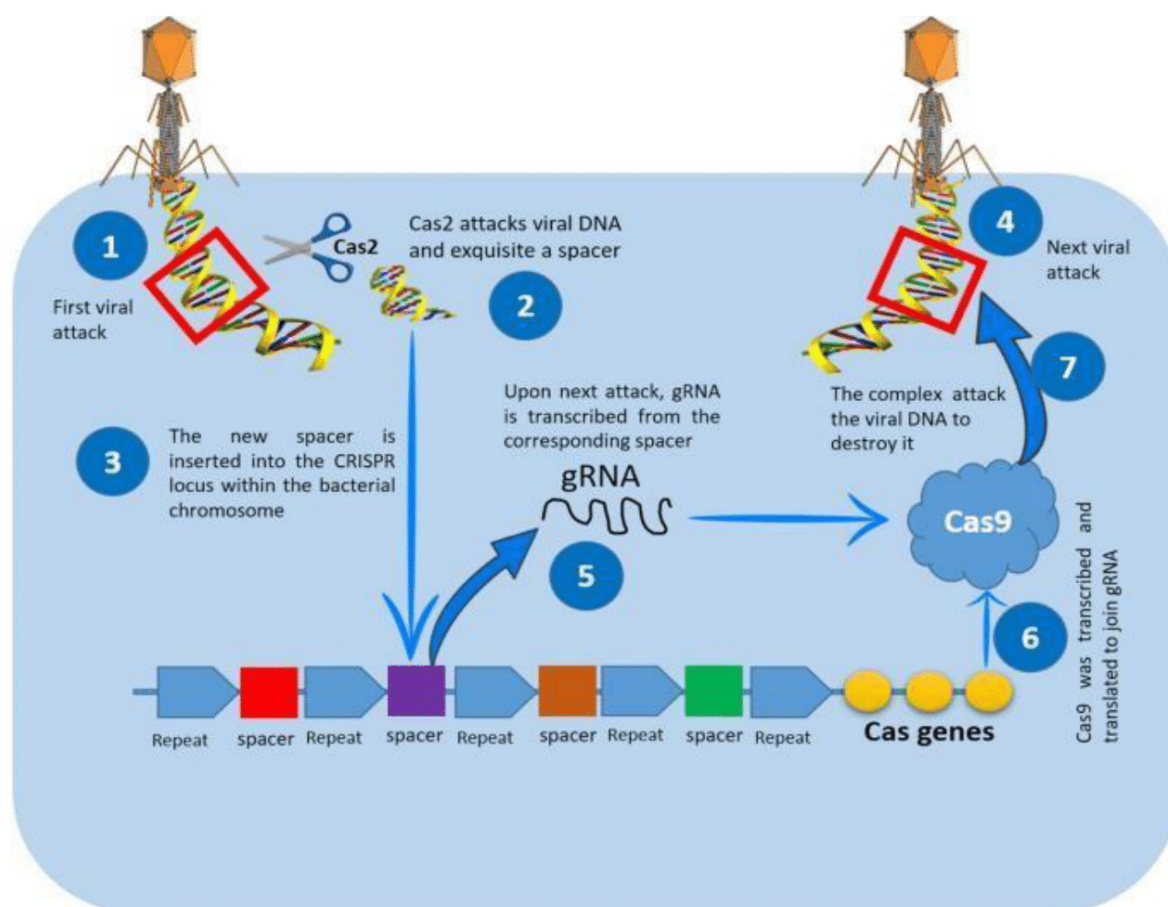 1
First viral
attack
Cas2
Cas2 attacks viral DNA
and exquisite a spacer
2
4
Next viral
attack
3
The new spacer is
inserted into the CRISPR
locus within the bacterial
chromosome
Upon next attack, gRNA
is transcribed from the
corresponding spacer
gRNA
5
The complex attack
the viral DNA to
destroy it
7
Cas9
6
Cas9 was transcribed and
translated to join gRNA
Repeat
spacer
Repeat
spacer
Repeat
spacer
Repeat
spacer
Repeat
Cas genes